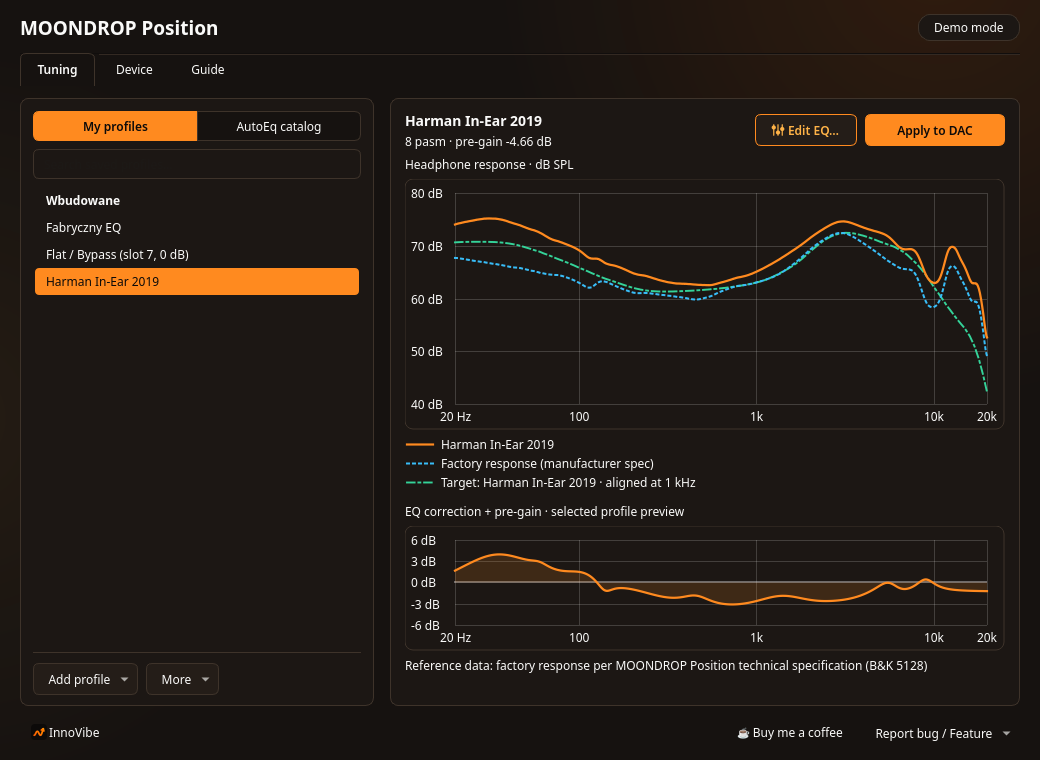 MOONDROP Position
Demo mode
Tuning
Device
Guide
My profiles
AutoEq catalog
Wbudowane
Fabryczny EQ
Flat / Bypass (slot 7, 0 dB)
Harman In-Ear 2019
Add profile
More
Harman In-Ear 2019
8 pasm · pre-gain -4.66 dB
Edit EQ...
Apply to DAC
Headphone response · dB SPL
80 dB
70 dB
60 dB
50 dB
40 dB
20 Hz
100
1k
10k
20k
Harman In-Ear 2019
Factory response (manufacturer spec)
Target: Harman In-Ear 2019 · aligned at 1 kHz
EQ correction + pre-gain · selected profile preview
6 dB
3 dB
0 dB
-3 dB
-6 dB
20 Hz
100
1k
10k
20k
Reference data: factory response per MOONDROP Position technical specification (B&K 5128)
InnoVibe
Buy me a coffee
Report bug / Feature